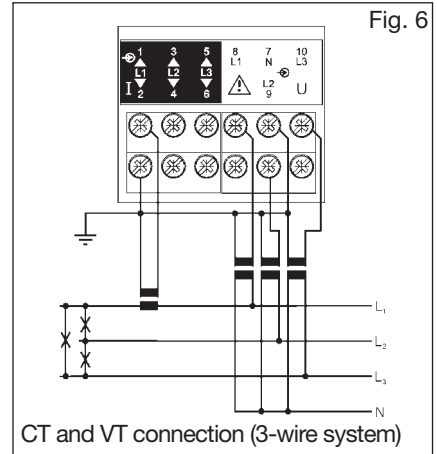 Fig. 6
1 3 5 8 7 10
L1 N L3
L1 L2 L3
L2
I 2 4 6 9 U
L1
L2
L3
N
CT and VT connection (3-wire system)